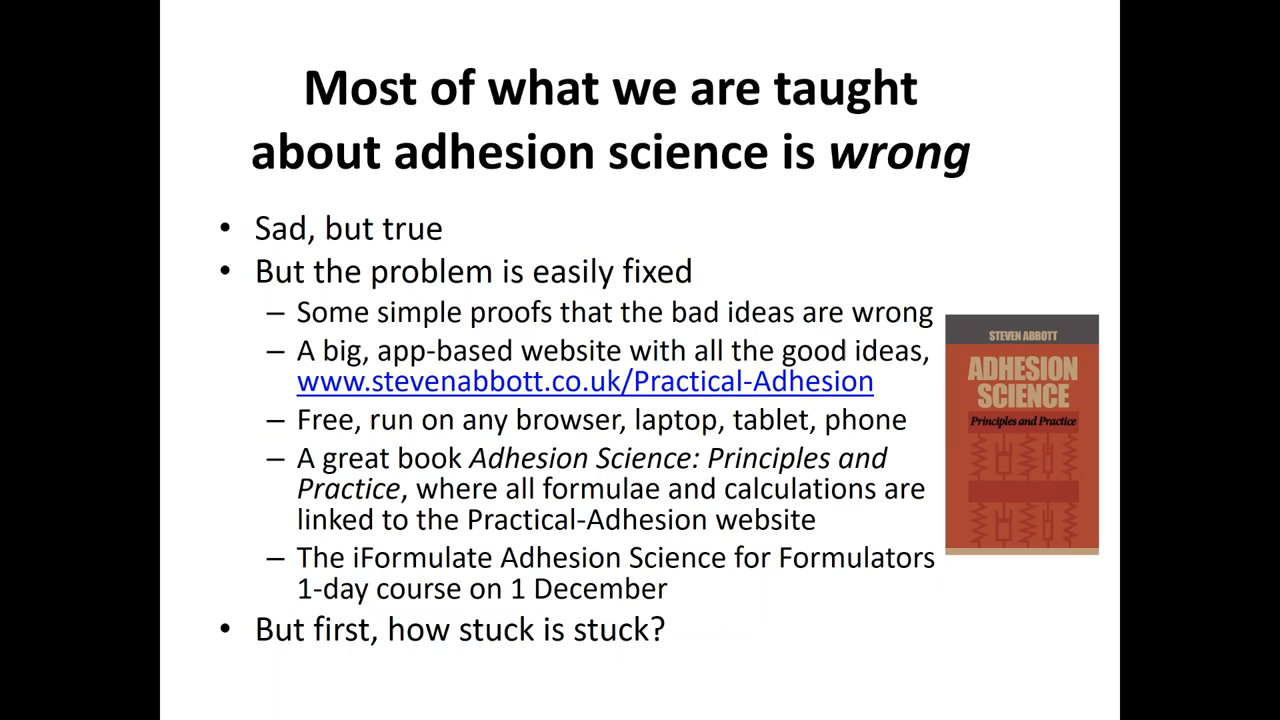 Most of what we are taught
about adhesion science is wrong
• Sad, but true
• But the problem is easily fixed
– Some simple proofs that the bad ideas are wrong
– A big, app-based website with all the good ideas,
www.stevenabbott.co.uk/Practical-Adhesion
– Free, run on any browser, laptop, tablet, phone
– A great book Adhesion Science: Principles and
Practice, where all formulae and calculations are
linked to the Practical-Adhesion website
– The iFormulate Adhesion Science for Formulators
1-day course on 1 December
• But first, how stuck is stuck?
STEVEN ABBOTT
ADHESION
SCIENCE
Principles and Practice